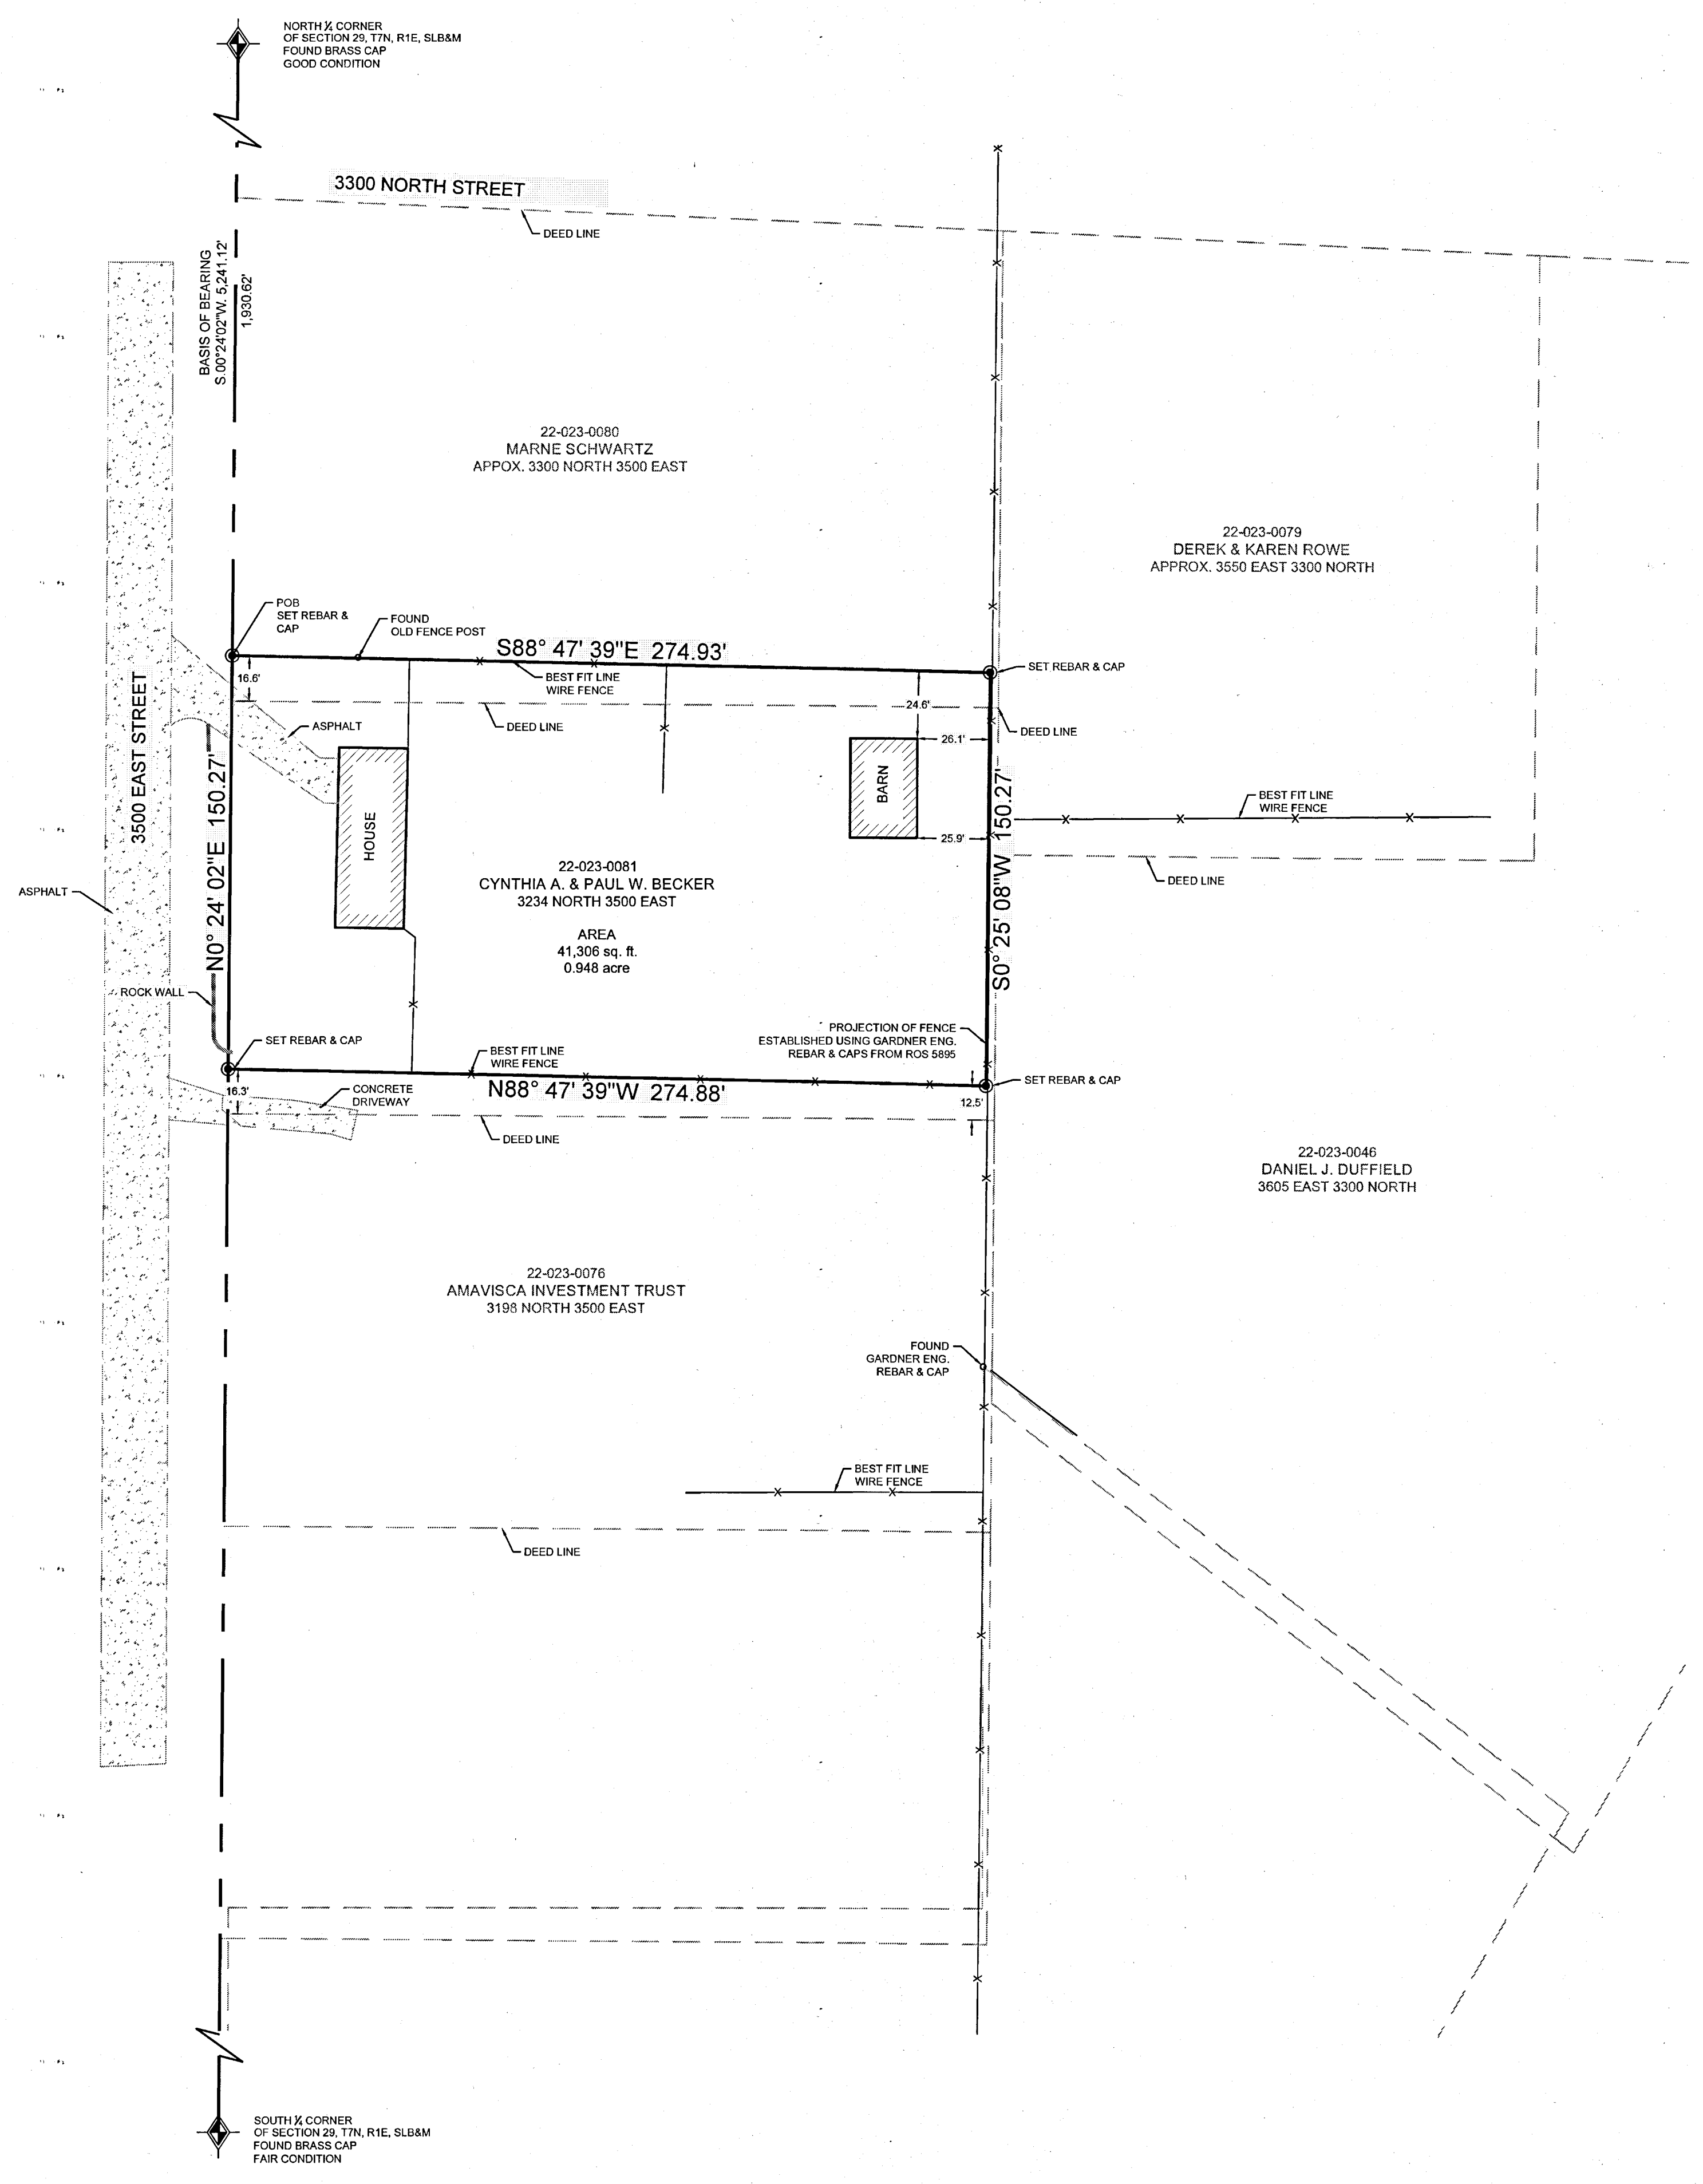 NORTH ¼ CORNER
OF SECTION 29, T7N, R1E, SLB&M
FOUND BRASS CAP
GOOD CONDITION
3300 NORTH STREET
DEED LINE
BASIS OF BEARING
S.00°24'02"W. 5,241.12'
1,930.62'
22-023-0080
MARNE SCHWARTZ
APPOX. 3300 NORTH 3500 EAST
22-023-0079
DEREK & KAREN ROWE
APPROX. 3550 EAST 3300 NORTH
POB
SET REBAR &
CAP
FOUND
OLD FENCE POST
S88° 47' 39"E 274.93'
SET REBAR & CAP
16.6'
BEST FIT LINE
WIRE FENCE
24.6'
DEED LINE
ASPHALT
DEED LINE
26.1'
3500 EAST STREET
N0° 24' 02"E 150.27'
HOUSE
BARN
S0° 25' 08"W 150.27'
BEST FIT LINE
WIRE FENCE
25.9'
DEED LINE
ASPHALT
22-023-0081
CYNTHIA A. & PAUL W. BECKER
3234 NORTH 3500 EAST
AREA
41,306 sq. ft.
0.948 acre
ROCK WALL
SET REBAR & CAP
BEST FIT LINE
WIRE FENCE
PROJECTION OF FENCE
ESTABLISHED USING GARDNER ENG.
REBAR & CAPS FROM ROS 5895
16.3'
CONCRETE
DRIVEWAY
N88° 47' 39"W 274.88'
SET REBAR & CAP
12.5'
DEED LINE
22-023-0046
DANIEL J. DUFFIELD
3605 EAST 3300 NORTH
22-023-0076
AMAVISCA INVESTMENT TRUST
3198 NORTH 3500 EAST
FOUND
GARDNER ENG.
REBAR & CAP
BEST FIT LINE
WIRE FENCE
DEED LINE
SOUTH ¼ CORNER
OF SECTION 29, T7N, R1E, SLB&M
FOUND BRASS CAP
FAIR CONDITION